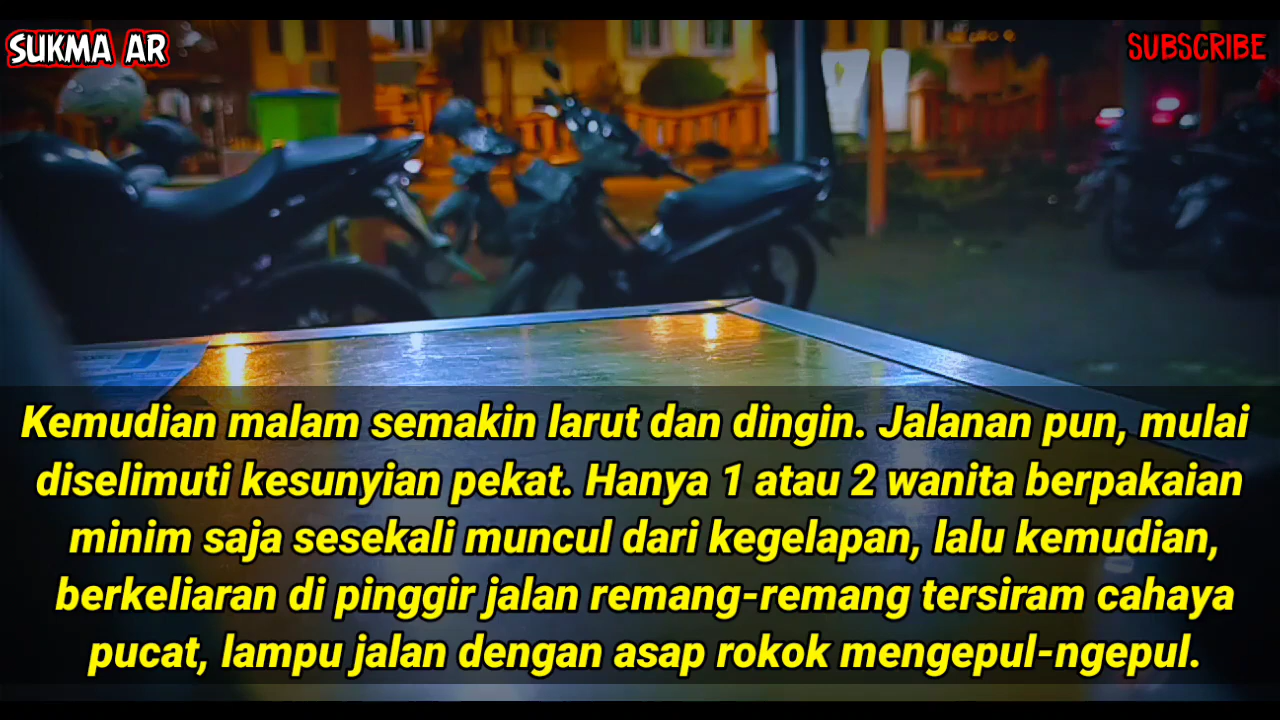 SUKMA AR
SUBSCRIBE
Kemudian malam semakin larut dan dingin. Jalanan pun, mulai
diselimuti kesunyian pekat. Hanya 1 atau 2 wanita berpakaian
minim saja sesekali muncul dari kegelapan, lalu kemudian,
berkeliaran di pinggir jalan remang-remang tersiram cahaya
pucat, lampu jalan dengan asap rokok mengepul-ngepul.